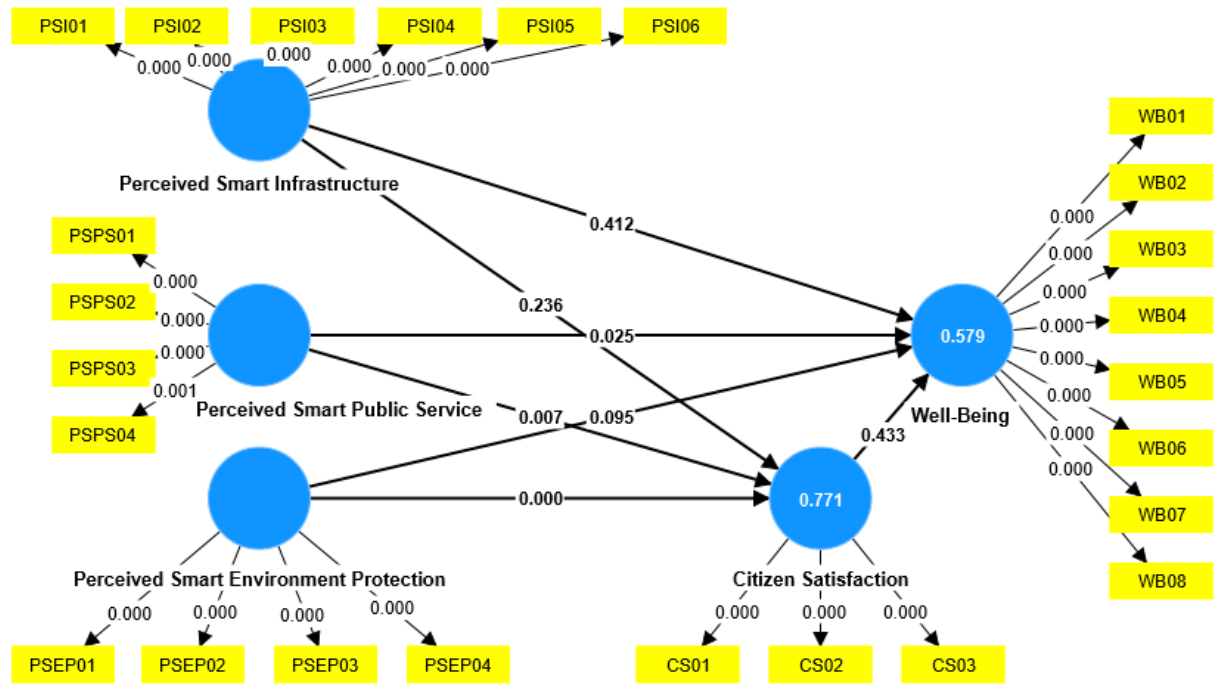 PSI01 PSI02 PSI03 PSI04 PSI05 PSI06
0.000 0.000 0.000 0.000 0.000 0.000
Perceived Smart Infrastructure
PSPS01
PSPS02
PSPS03
PSPS04
0.000
0.000
0.000
0.001
Perceived Smart Public Service
Perceived Smart Environment Protection
0.000 0.000 0.000 0.000
PSEP01 PSEP02 PSEP03 PSEP04
0.412
0.236
0.025
0.007
0.095
0.000
0.433
0.771
Citizen Satisfaction
0.000 0.000 0.000
CS01 CS02 CS03
0.579
Well-Being
0.000
0.000
0.000
0.000
0.000
0.000
0.000
0.000
WB01
WB02
WB03
WB04
WB05
WB06
WB07
WB08